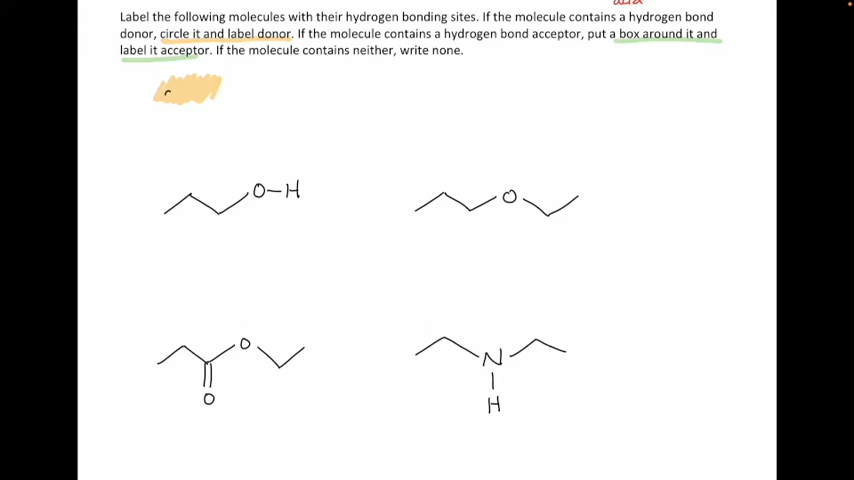 Label the following molecules with their hydrogen bonding sites. If the molecule contains a hydrogen bond
donor, circle it and label donor. If the molecule contains a hydrogen bond acceptor, put a box around it and
label it acceptor. If the molecule contains neither, write none.
O-H
O
O
O
N
H